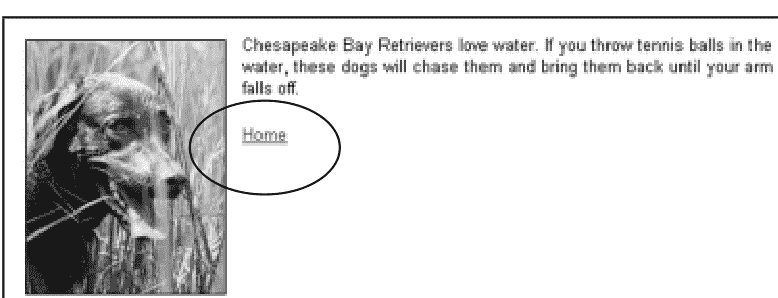 Chesapeake Bay Retrievers love water. If you throw tennis balls in the
water, these dogs will chase them and bring them back until your arm
falls off.
Home